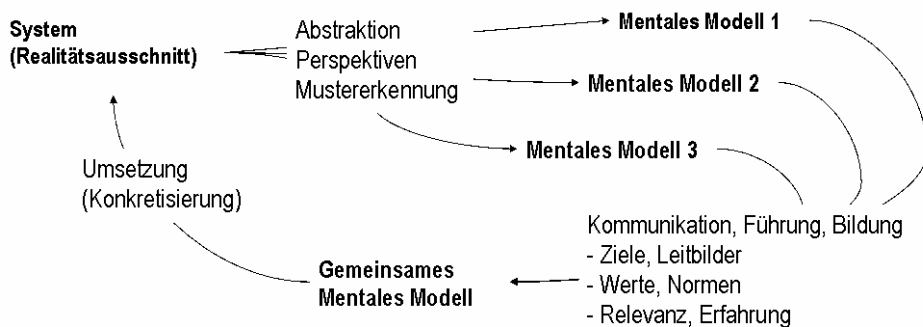 System
(Realitätsausschnitt)
Abstraktion
Perspektiven
Mustererkennung
Mentales Modell 1
Mentales Modell 2
Mentales Modell 3
Kommunikation, Führung, Bildung
- Ziele, Leitbilder
- Werte, Normen
- Relevanz, Erfahrung
Gemeinsames
Mentales Modell
Umsetzung
(Konkretisierung)